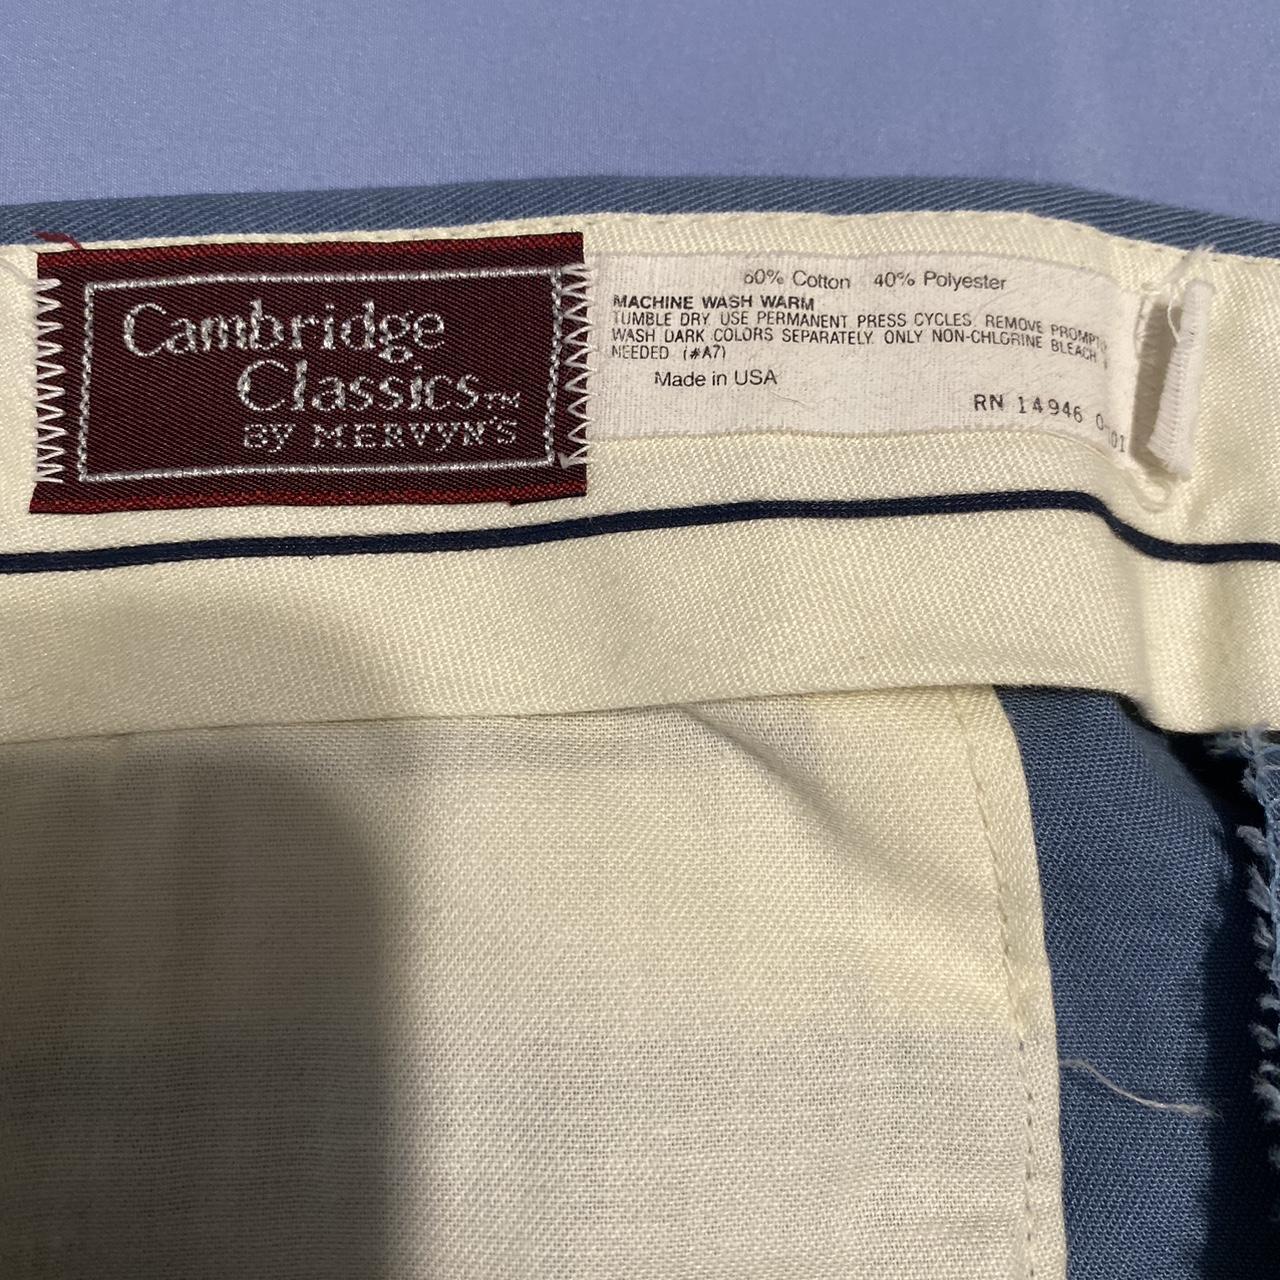 Cambridge
Classics™
BY MERVYN'S
60% Cotton 40% Polyester
MACHINE WASH WARM
TUMBLE DRY USE PERMANENT PRESS CYCLES. REMOVE
WASH DARK COLORS SEPARATELY. ONLY NON-CHLORINE BLEACH
NEEDED (#A7)
Made in USA
RN 14946